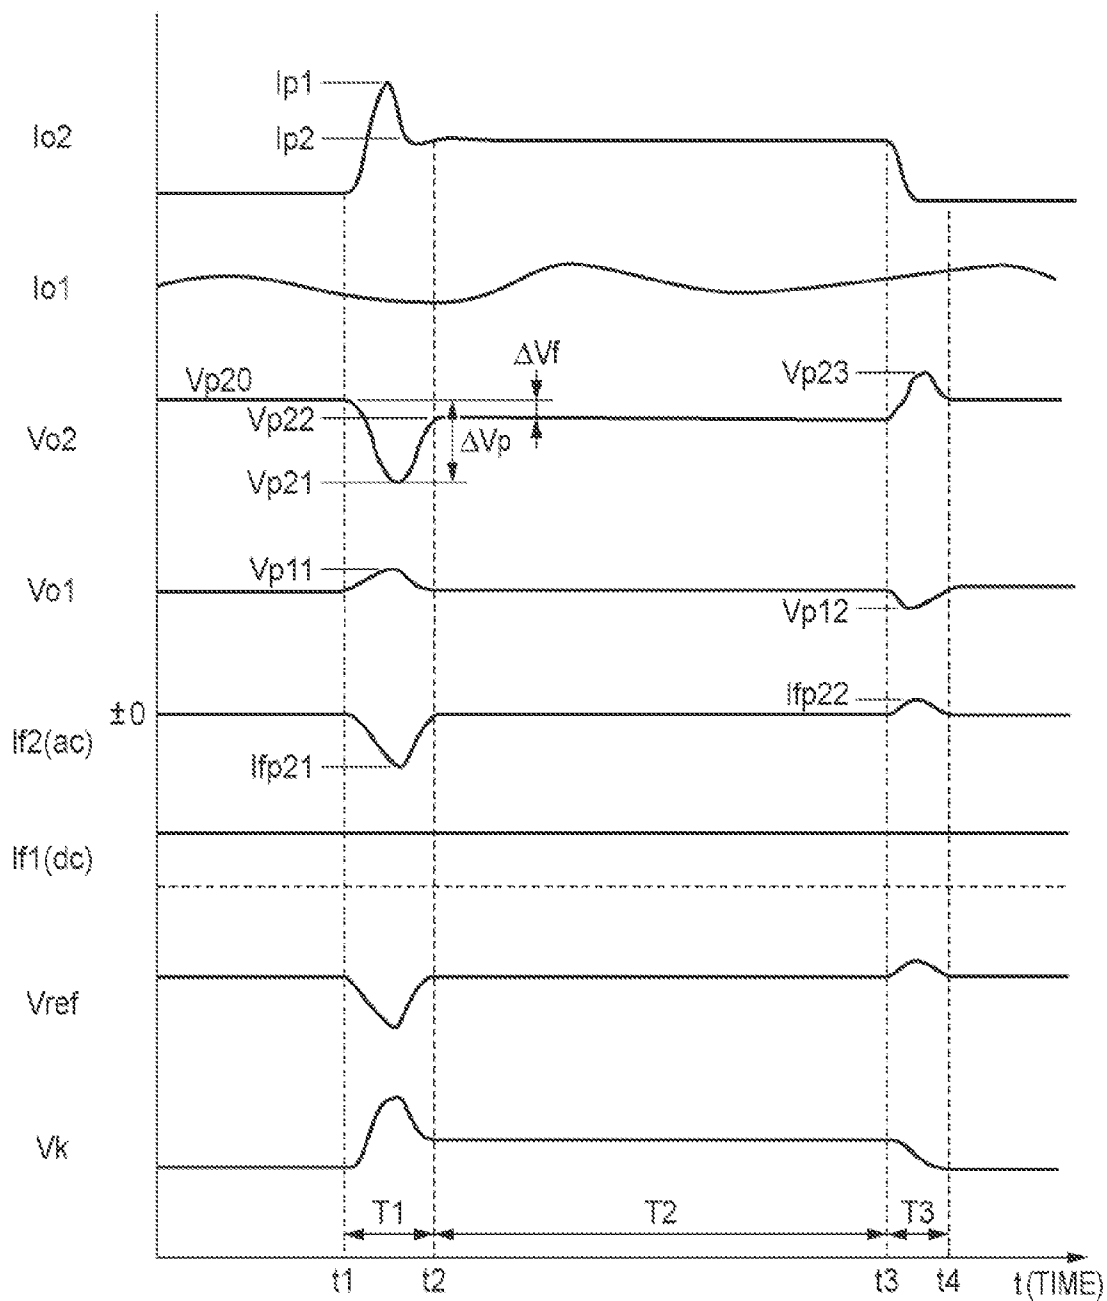 Ip1
Io2
Ip2
Io1
ΔVf
Vp20
Vp23
Vp22
Vo2
ΔVp
Vp21
Vp11
Vo1
Vp12
Ifp22
±0
If2(ac)
Ifp21
If1(dc)
Vref
Vk
T1 T2 T3
t1 t2 t3 t4 t(TIME)